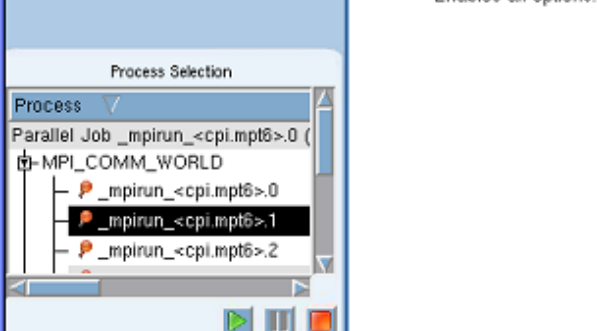 Process Selection
Process
Parallel Job _mpirun_<cpi.mpt6>.0 (
MPI_COMM_WORLD
_mpirun_<cpi.mpt6>.0
_mpirun_<cpi.mpt6>.1
_mpirun_<cpi.mpt6>.2